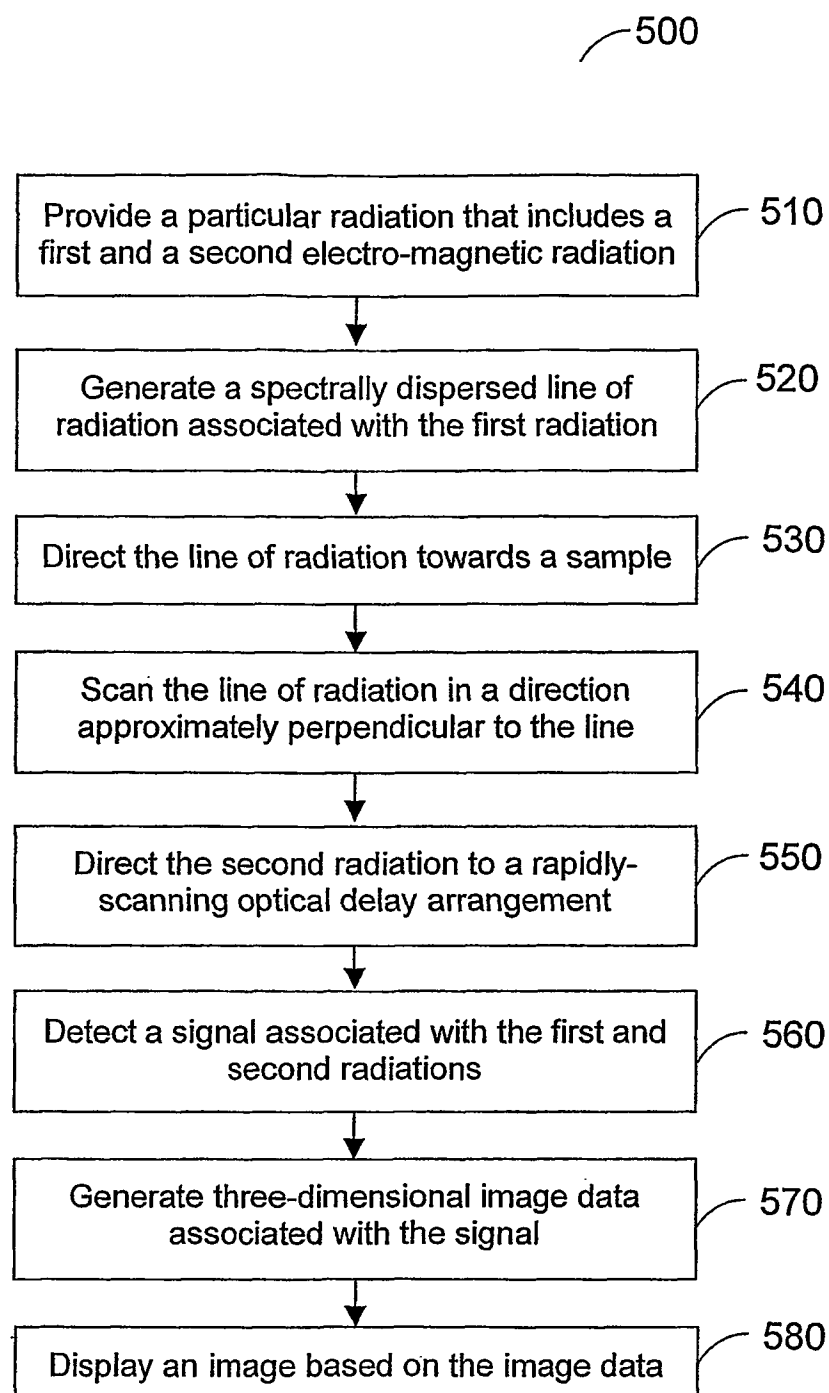 500
Provide a particular radiation that includes a
first and a second electro-magnetic radiation
510
Generate a spectrally dispersed line of
radiation associated with the first radiation
520
Direct the line of radiation towards a sample
530
Scan the line of radiation in a direction
approximately perpendicular to the line
540
Direct the second radiation to a rapidly-
scanning optical delay arrangement
550
Detect a signal associated with the first and
second radiations
560
Generate three-dimensional image data
associated with the signal
570
Display an image based on the image data
580